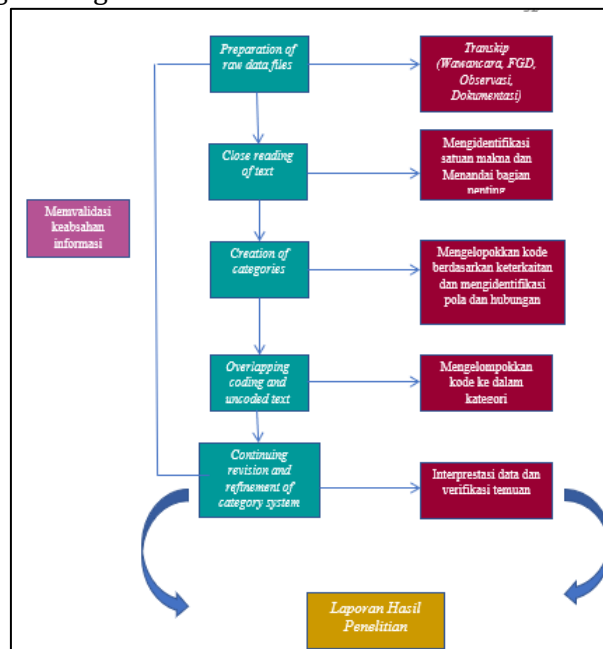 Preparation of
raw data files
Transkip
(Wawancara, FGD,
Observasi,
Dokumentasi)
Close reading
of text
Mengidentifikasi
satuan makna dan
Menandai bagian
penting
Memvalidasi
keabsahan
informasi
Creation of
categories
Mengelopokkan kode
berdasarkan keterkaitan
dan mengidentifikasi
pola dan hubungan
Overlapping
coding and
uncoded text
Mengelompokkan
kode ke dalam
kategori
Continuing
revision and
refinement of
category system
Interprestasi data dan
verifikasi temuan
Laporan Hasil
Penelitian